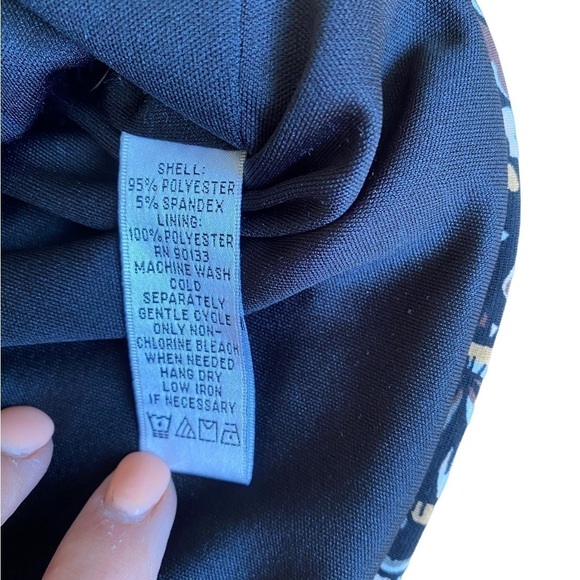 SHELL:
95% POLYESTER
5% SPANDEX
LINING:
100% POLYESTER
RN 90133
MACHINE WASH
COLD
SEPARATELY
GENTLE CYCLE
ONLY NON-
CHLORINE BLEACH
WHEN NEEDED
HANG DRY
LOW IRON
IF NECESSARY